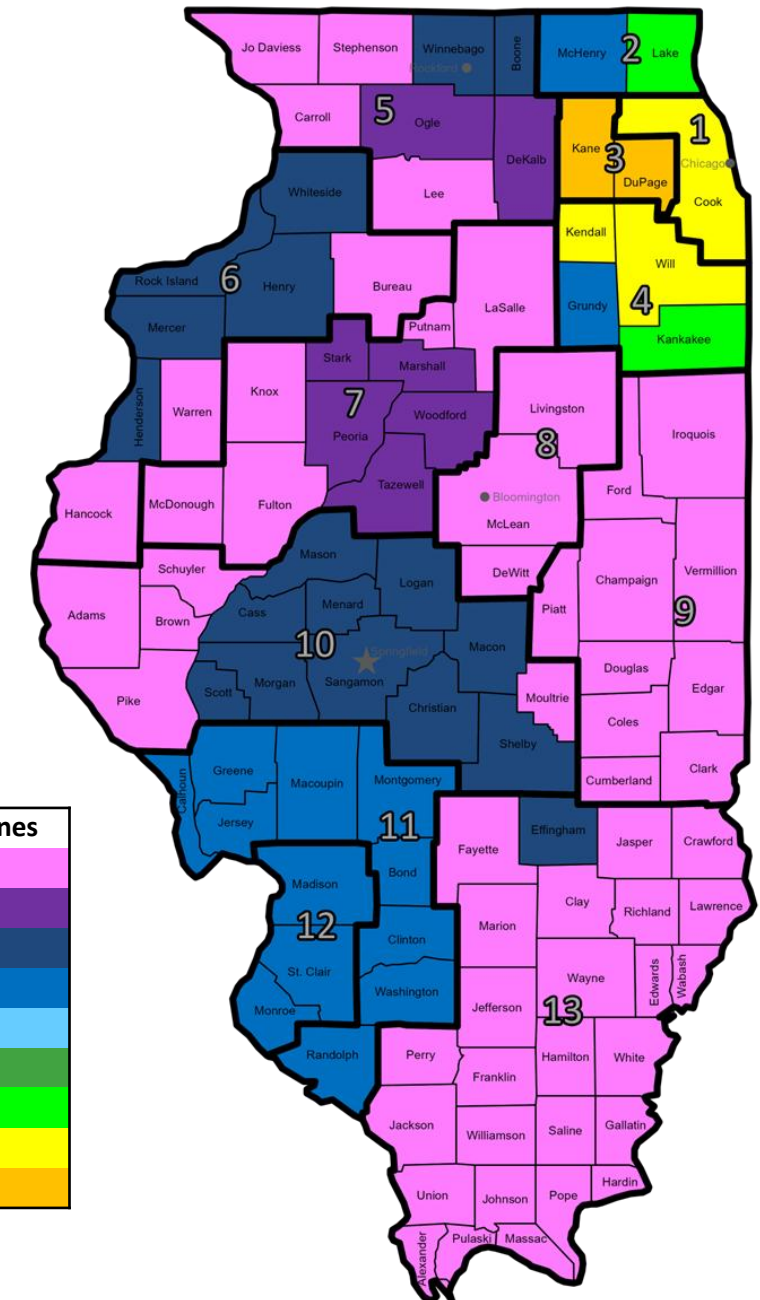 Jo Daviess
Stephenson
Winnebago
Rockford
Boone
McHenry
2
Lake
Carroll
5
Ogle
DeKalb
Kane
3
DuPage
1
Chicago
Cook
Whiteside
Lee
Kendall
Will
Rock Island
6
Henry
Bureau
LaSalle
Grundy
4
Mercer
Putnam
Kankakee
Stark
Marshall
Henderson
Warren
Knox
7
Peoria
Woodford
Livingston
8
Iroquois
Tazewell
Bloomington
McLean
Ford
Hancock
McDonough
Fulton
Mason
Logan
DeWitt
Champaign
Vermillion
Schuyler
Adams
Brown
Cass
Menard
Piatt
9
10
Springfield
Sangamon
Macon
Scott
Morgan
Christian
Moultrie
Douglas
Edgar
Pike
Coles
Shelby
Cumberland
Clark
Calhoun
Greene
Macoupin
Montgomery
Jersey
11
nes
Effingham
Fayette
Jasper
Crawford
Madison
Bond
Clay
Richland
Lawrence
12
Marion
Clinton
St. Clair
Wayne
Edwards
Wabash
Washington
Monroe
Jefferson
13
Randolph
Perry
Franklin
Hamilton
White
Jackson
Williamson
Saline
Gallatin
Union
Johnson
Pope
Hardin
Alexander
Pulaski
Massac